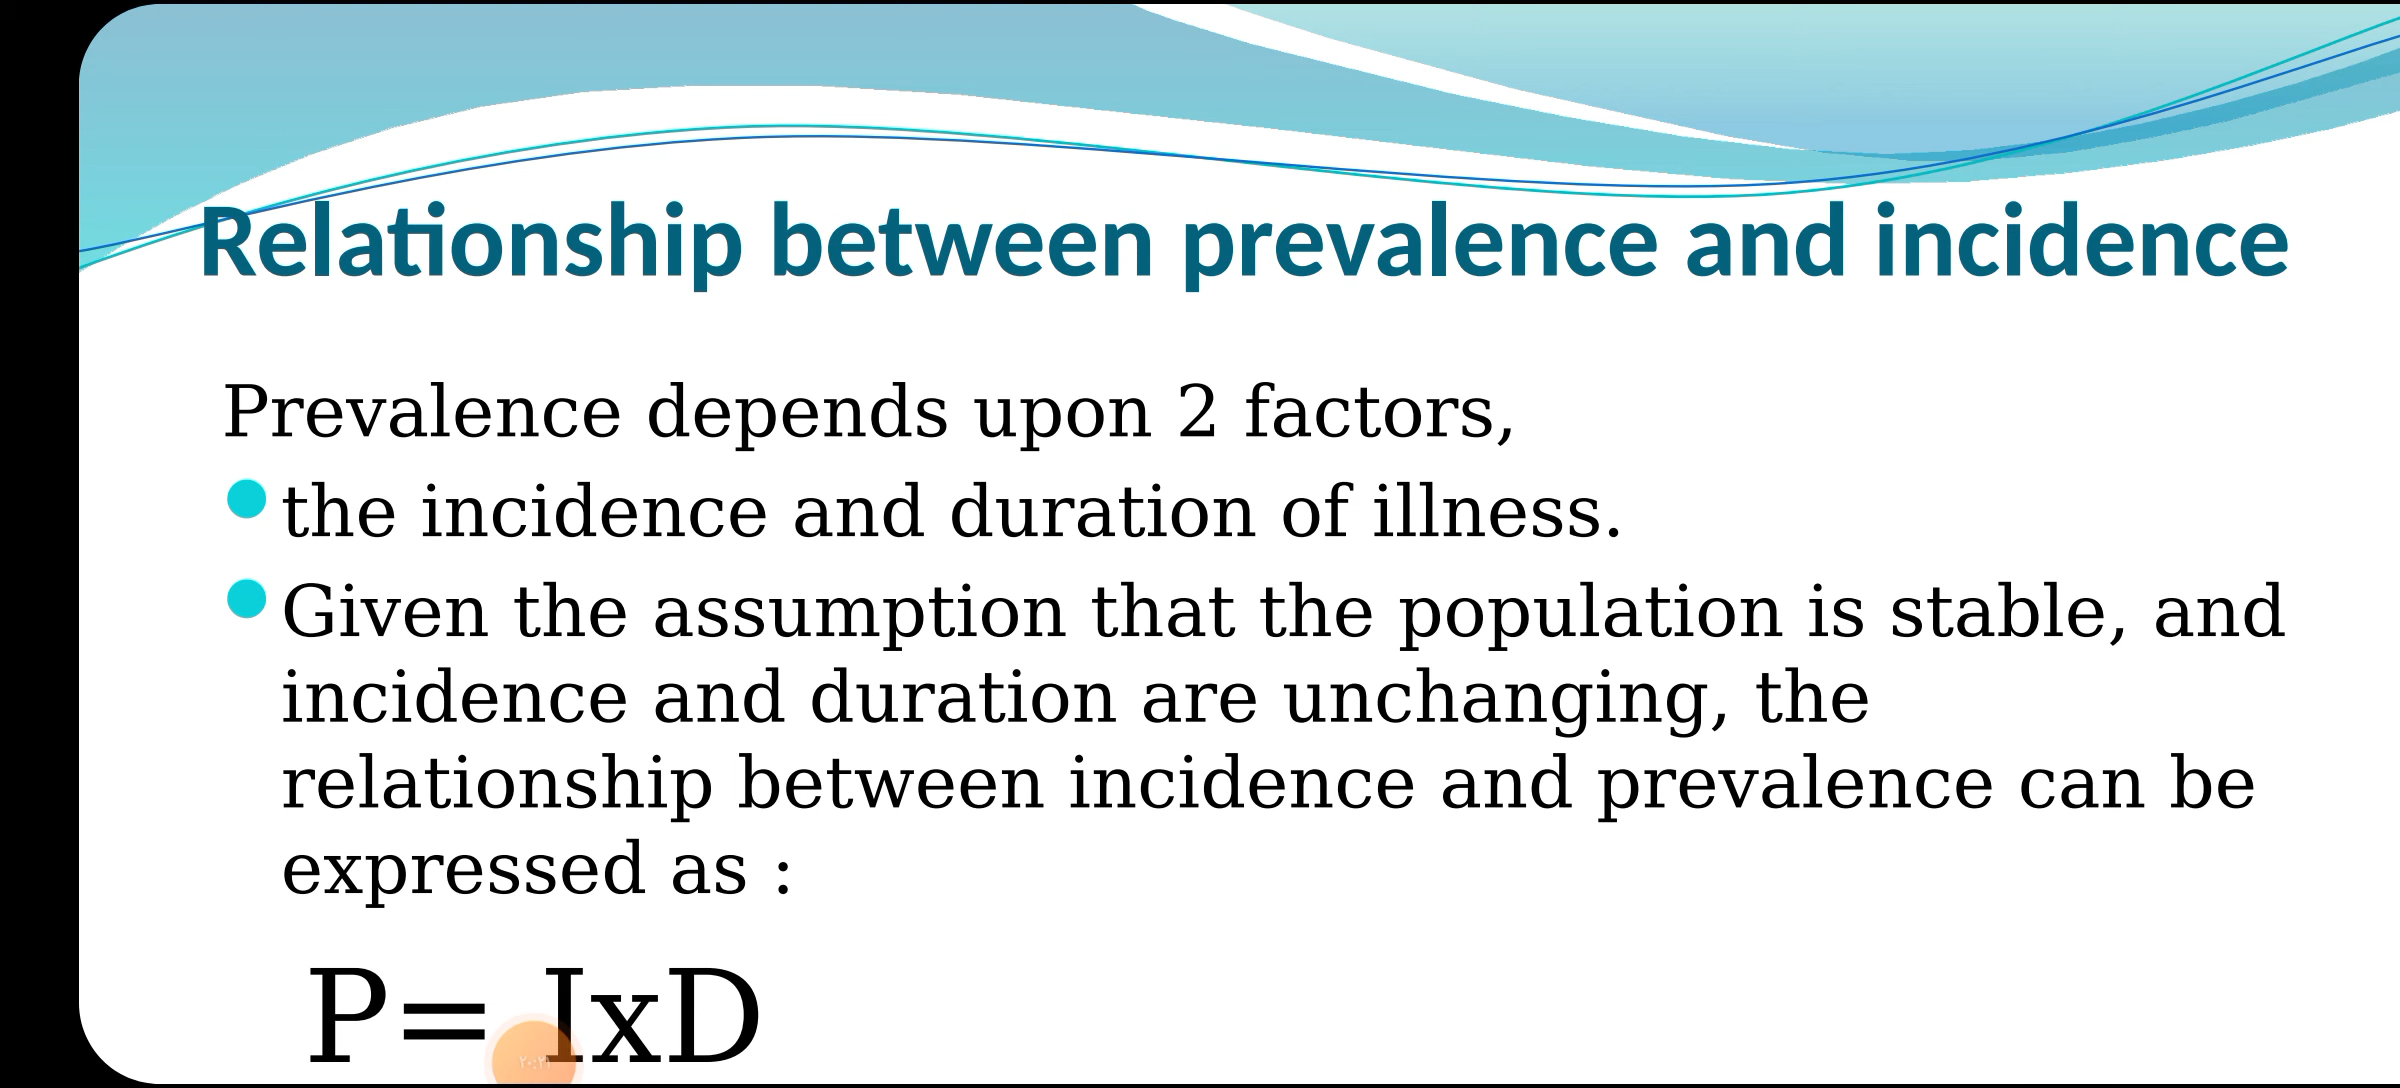 Relationship between prevalence and incidence
Prevalence depends upon 2 factors,
the incidence and duration of illness.
Given the assumption that the population is stable, and
incidence and duration are unchanging, the
relationship between incidence and prevalence can be
expressed as :
P= IxD